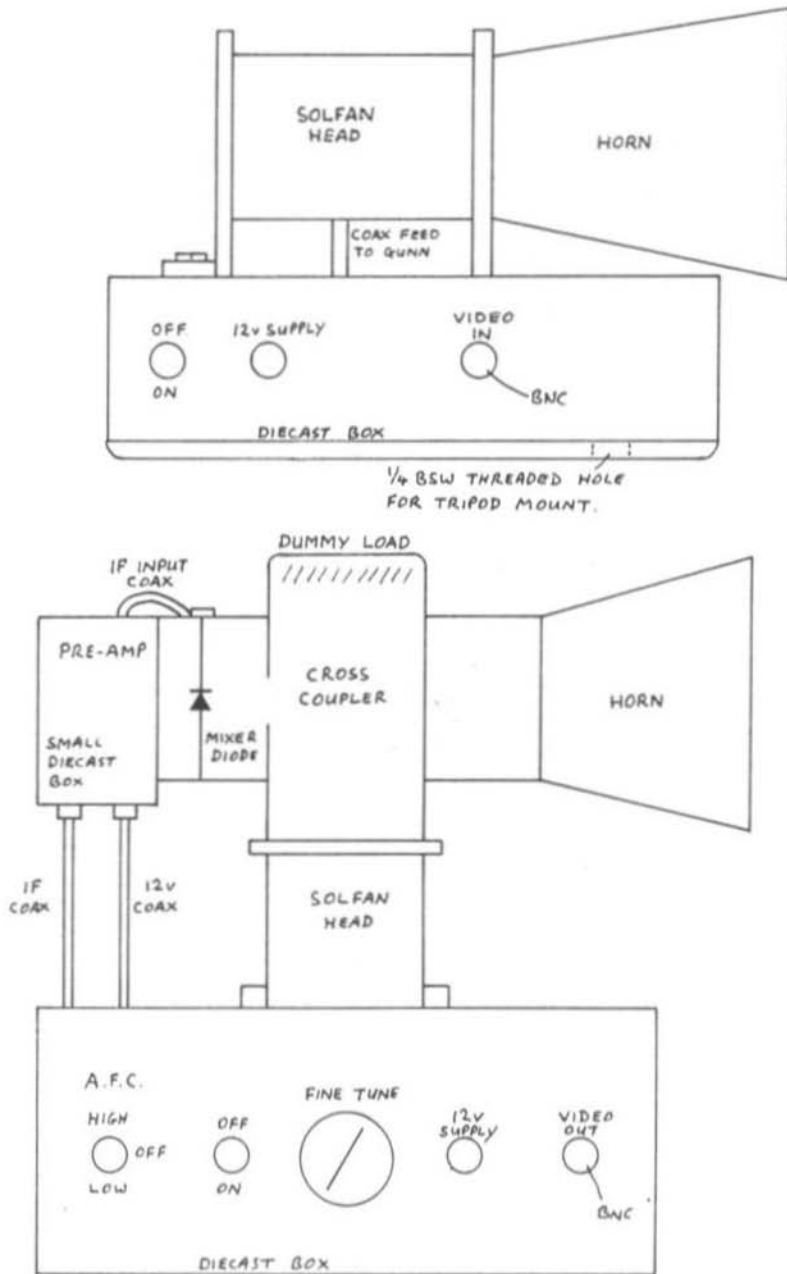 SOLFAN
HEAD
HORN
COAX FEED
TO GUNN
OFF
ON
12V SUPPLY
VIDEO
IN
BNC
DIECAST BOX
1/4 BSW THREADED HOLE
FOR TRIPOD MOUNT.
DUMMY LOAD
IF INPUT
COAX
PRE-AMP
SMALL
DIECAST
BOX
MIXER
DIODE
CROSS
COUPLER
HORN
IF
COAX
12V
COAX
SOLFAN
HEAD
A.F.C.
HIGH
OFF
LOW
OFF
ON
FINE TUNE
12V
SUPPLY
VIDEO
OUT
BNC
DIECAST BOX